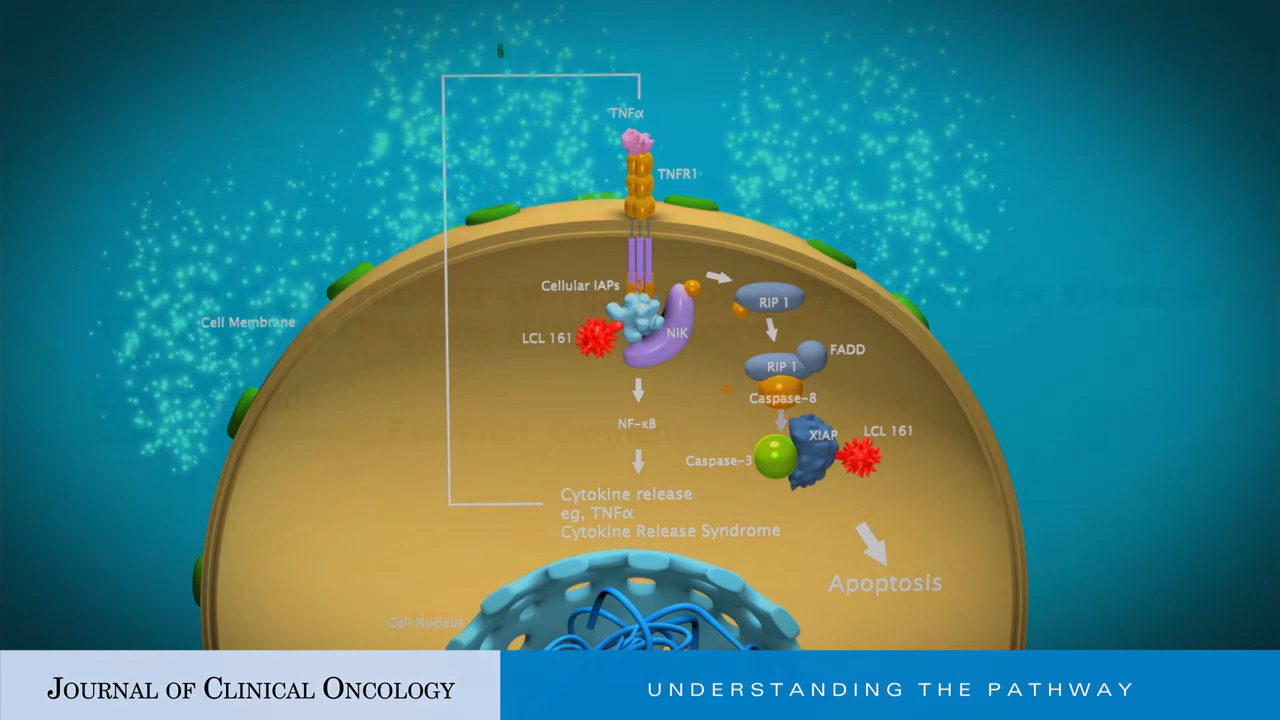 TNFα
TNFR1
Cellular IAPs
RIP 1
Cell Membrane
LCL 161
NIK
FADD
RIP 1
Caspase-8
NF-κB
XIAP
LCL 161
Caspase-3
Cytokine release
eg, TNFα
Cytokine Release Syndrome
Apoptosis
Cell Nucleus
JOURNAL OF CLINICAL ONCOLOGY
UNDERSTANDING THE PATHWAY